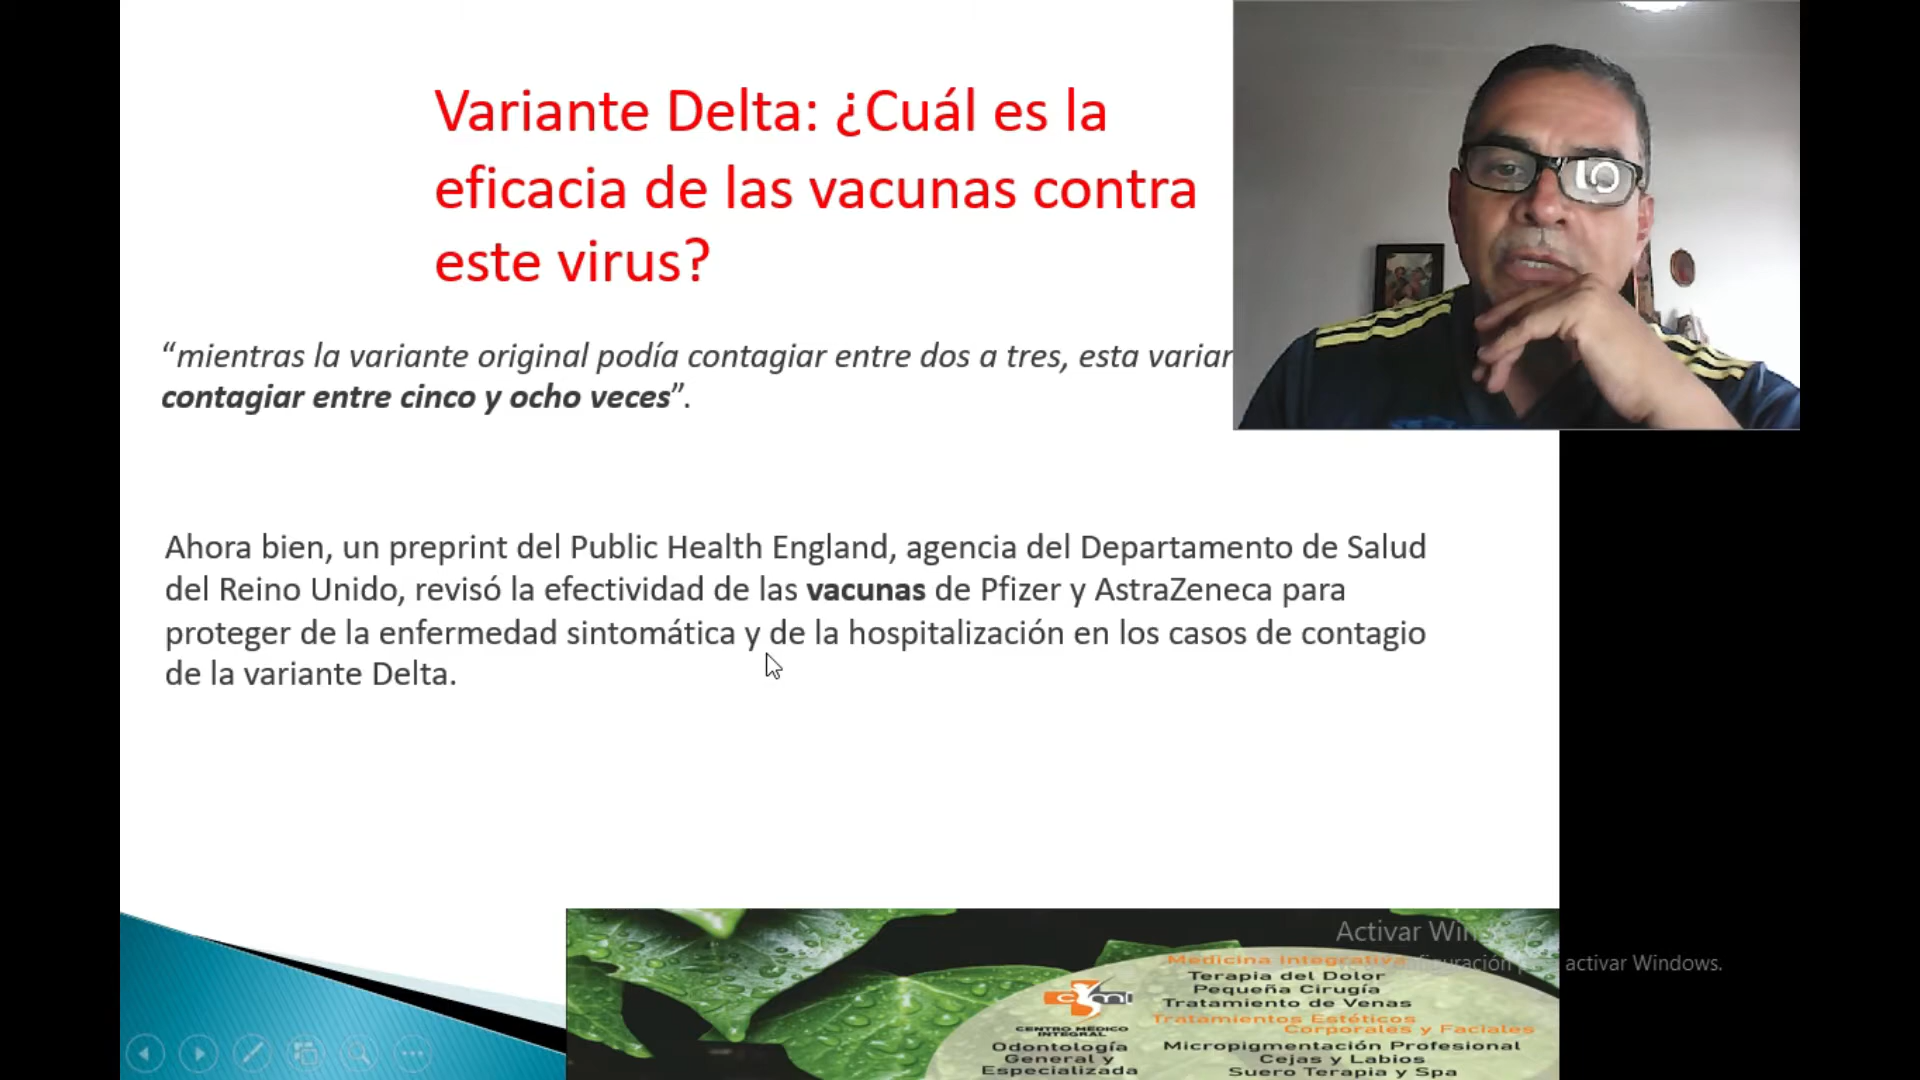 Variante Delta: ¿Cuál es la
eficacia de las vacunas contra
este virus?
“mientras la variante original podía contagiar entre dos a tres, esta
contagiar entre cinco y ocho veces”.
Ahora bien, un preprint del Public Health England, agencia del Departamento de Salud
del Reino Unido, revisó la efectividad de las vacunas de Pfizer y AstraZeneca para
proteger de la enfermedad sintomática y de la hospitalización en los casos de contagio
de la variante Delta.
Activar
activar Windows.
CENTRO MÉDICO
INTEGRAL
Odontología
General y
Especializada
Medicina Integrativa
Terapia del Dolor
Pequeña Cirugía
Tratamiento de Venas
Tratamientos Estéticos
Corporales y Faciales
Micropigmentación Profesional
Cejas y Labios
Suero Terapia y Spa